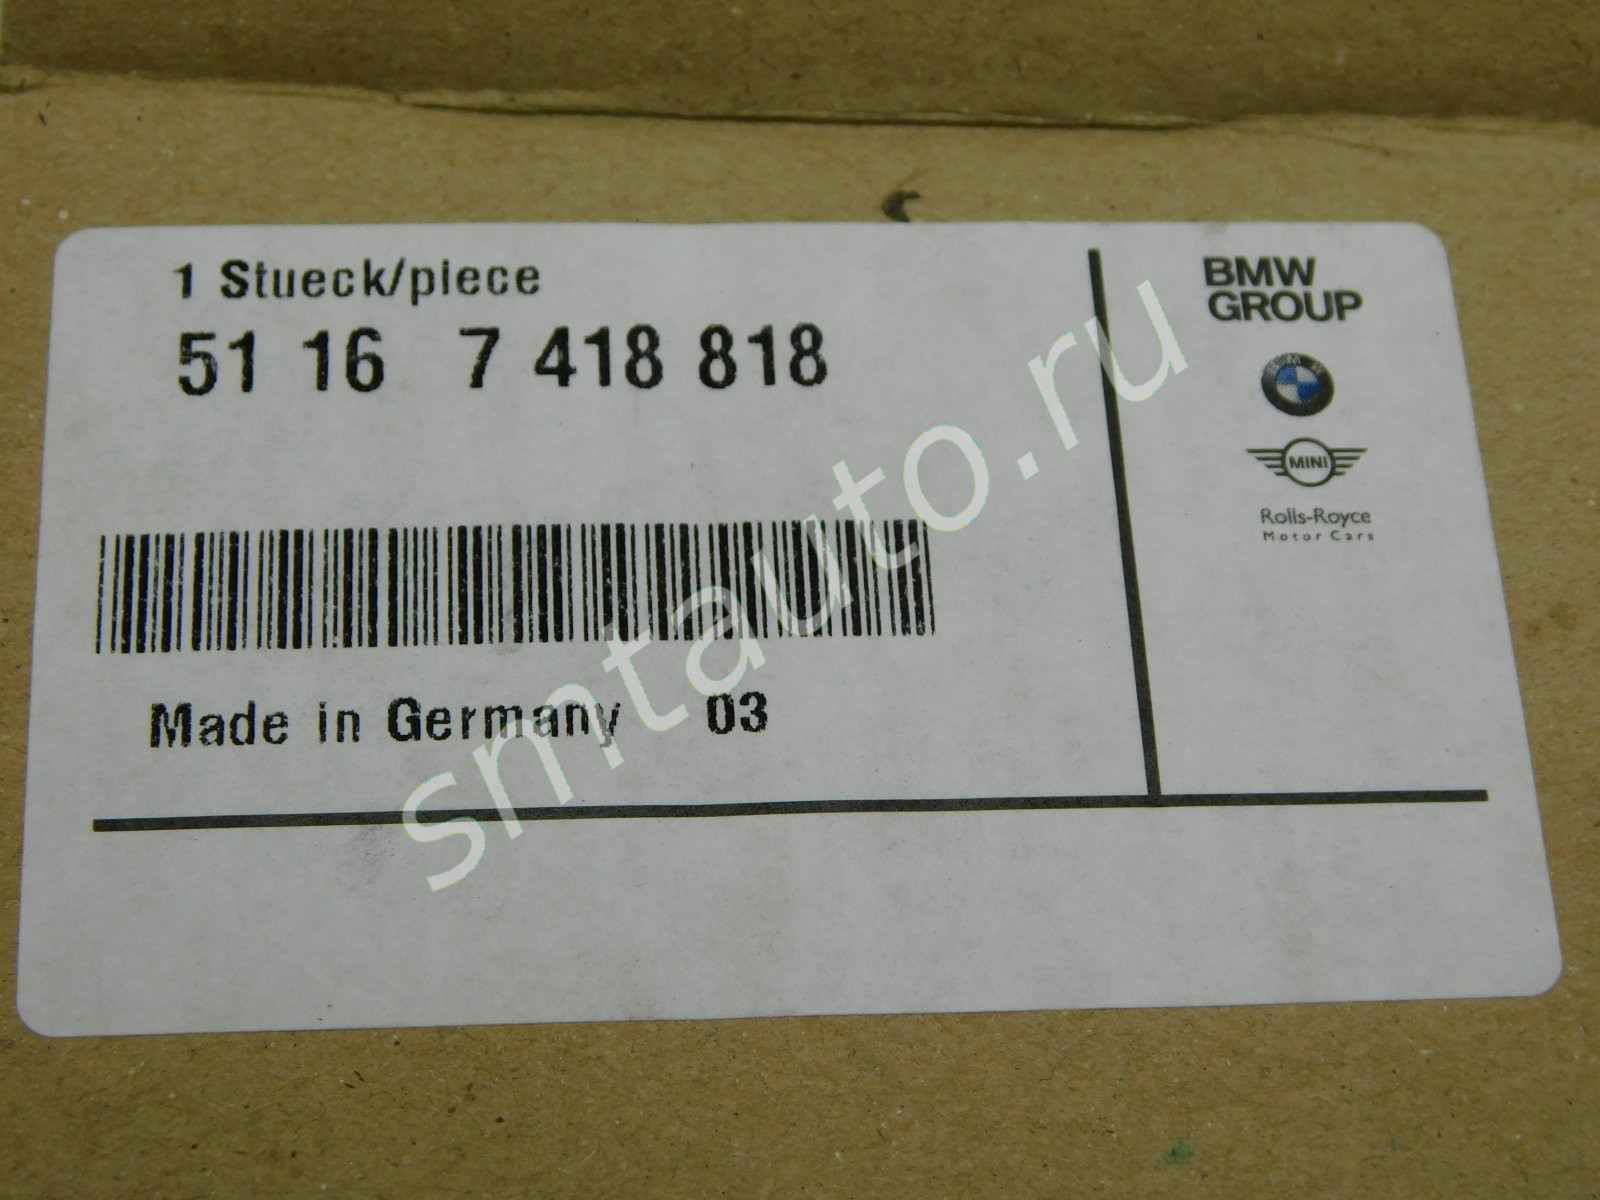 1 Stueck/piece
51 16 7 418 818
Made in Germany 03
BMW
GROUP
BMW
MINI
Rolls-Royce
Motor Cars
smtauto.ru